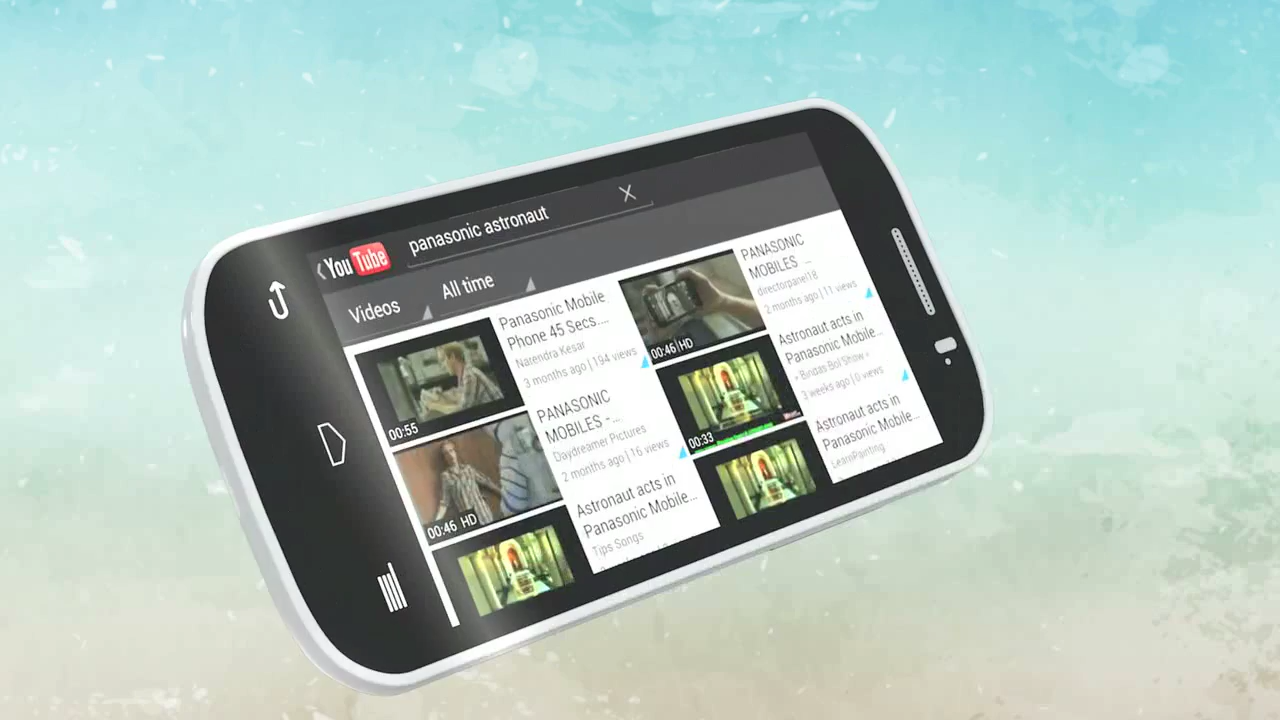 YouTube
panasonic astronaut
Videos
All time
00:55
Panasonic Mobile
Phone 45 Secs....
Narendra Kesar
3 months ago | 194 views
00:46 HD
PANASONIC
MOBILES -...
Daydreamer Pictures
2 months ago | 16 views
Astronaut acts in
Panasonic Mobile...
Tips Songs
00:46 HD
PANASONIC
MOBILES ...
directorpanel18
2 months ago | 11 views
00:33
Astronaut acts in
Panasonic Mobile...
Bindas Bol Show
3 weeks ago | 0 views
Astronaut acts in
Panasonic Mobile...
LearnPainting